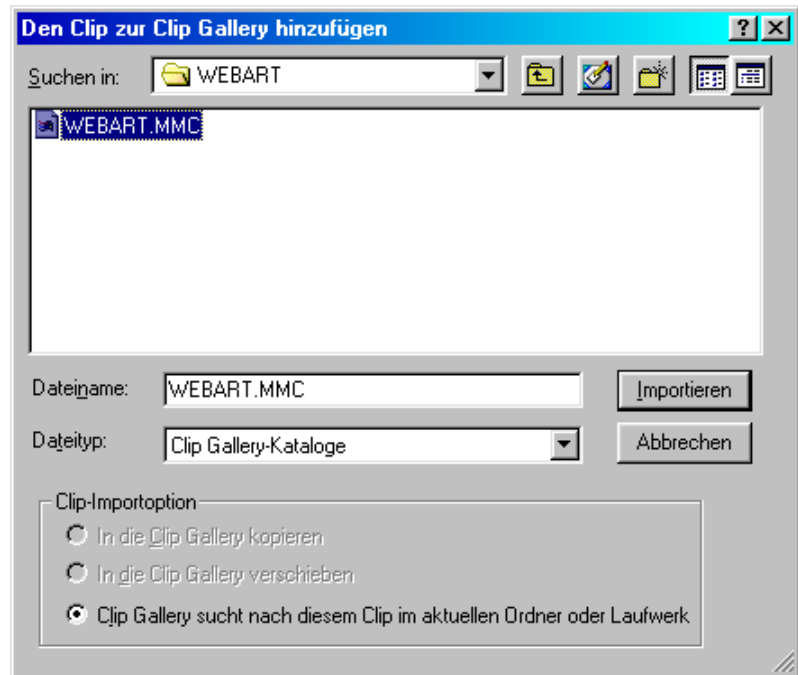 Den Clip zur Clip Gallery hinzufügen
Suchen in: WEBART
WEBART.MMC
Dateiname: WEBART.MMC Importieren
Dateityp: Clip Gallery-Kataloge Abbrechen
Clip-Importoption
In die Clip Gallery kopieren
In die Clip Gallery verschieben
Clip Gallery sucht nach diesem Clip im aktuellen Ordner oder Laufwerk